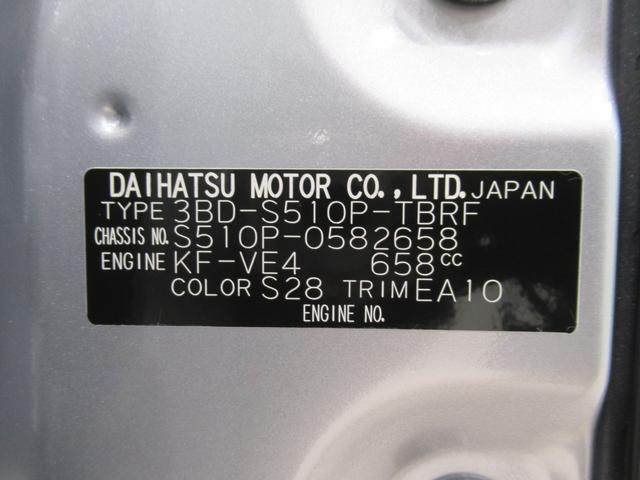 DAIHATSU MOTOR CO.,LTD. JAPAN
TYPE 3BD-S510P-TBRF
CHASSIS NO. S510P-0582658
ENGINE KF-VE4 658CC
COLOR S28 TRIM EA10
ENGINE NO.